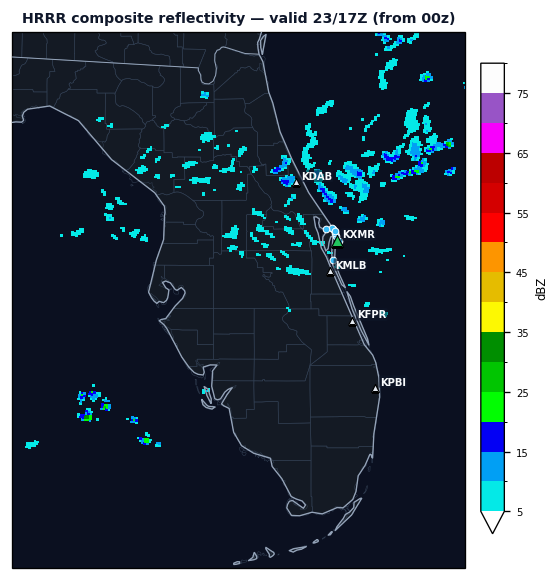 HRRR composite reflectivity — valid 23/17Z (from 00z)
KDAB
KXMR
KMLB
KFPR
KPBI
75
65
55
45
35
25
15
5
dBZ